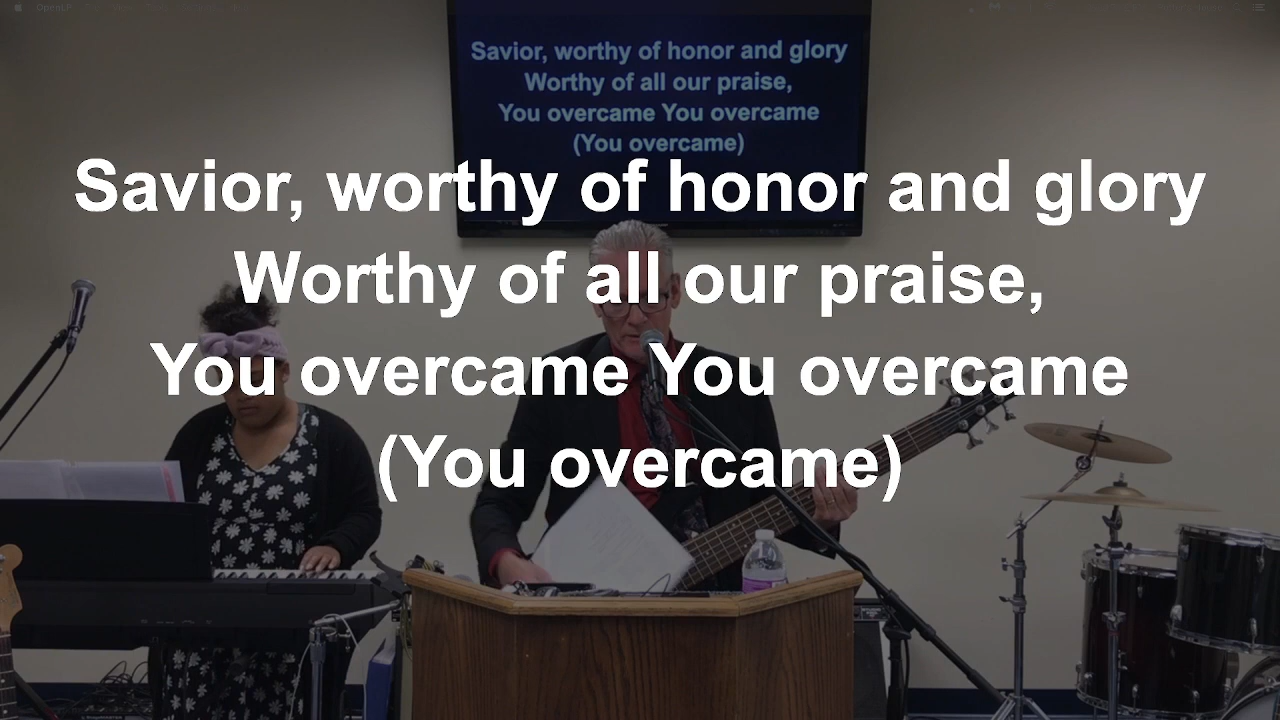 Savior, worthy of honor and glory
Worthy of all our praise,
You overcame You overcame
(You overcame)
Savior, worthy of honor and glory
Worthy of all our praise,
You overcame You overcame
(You overcame)